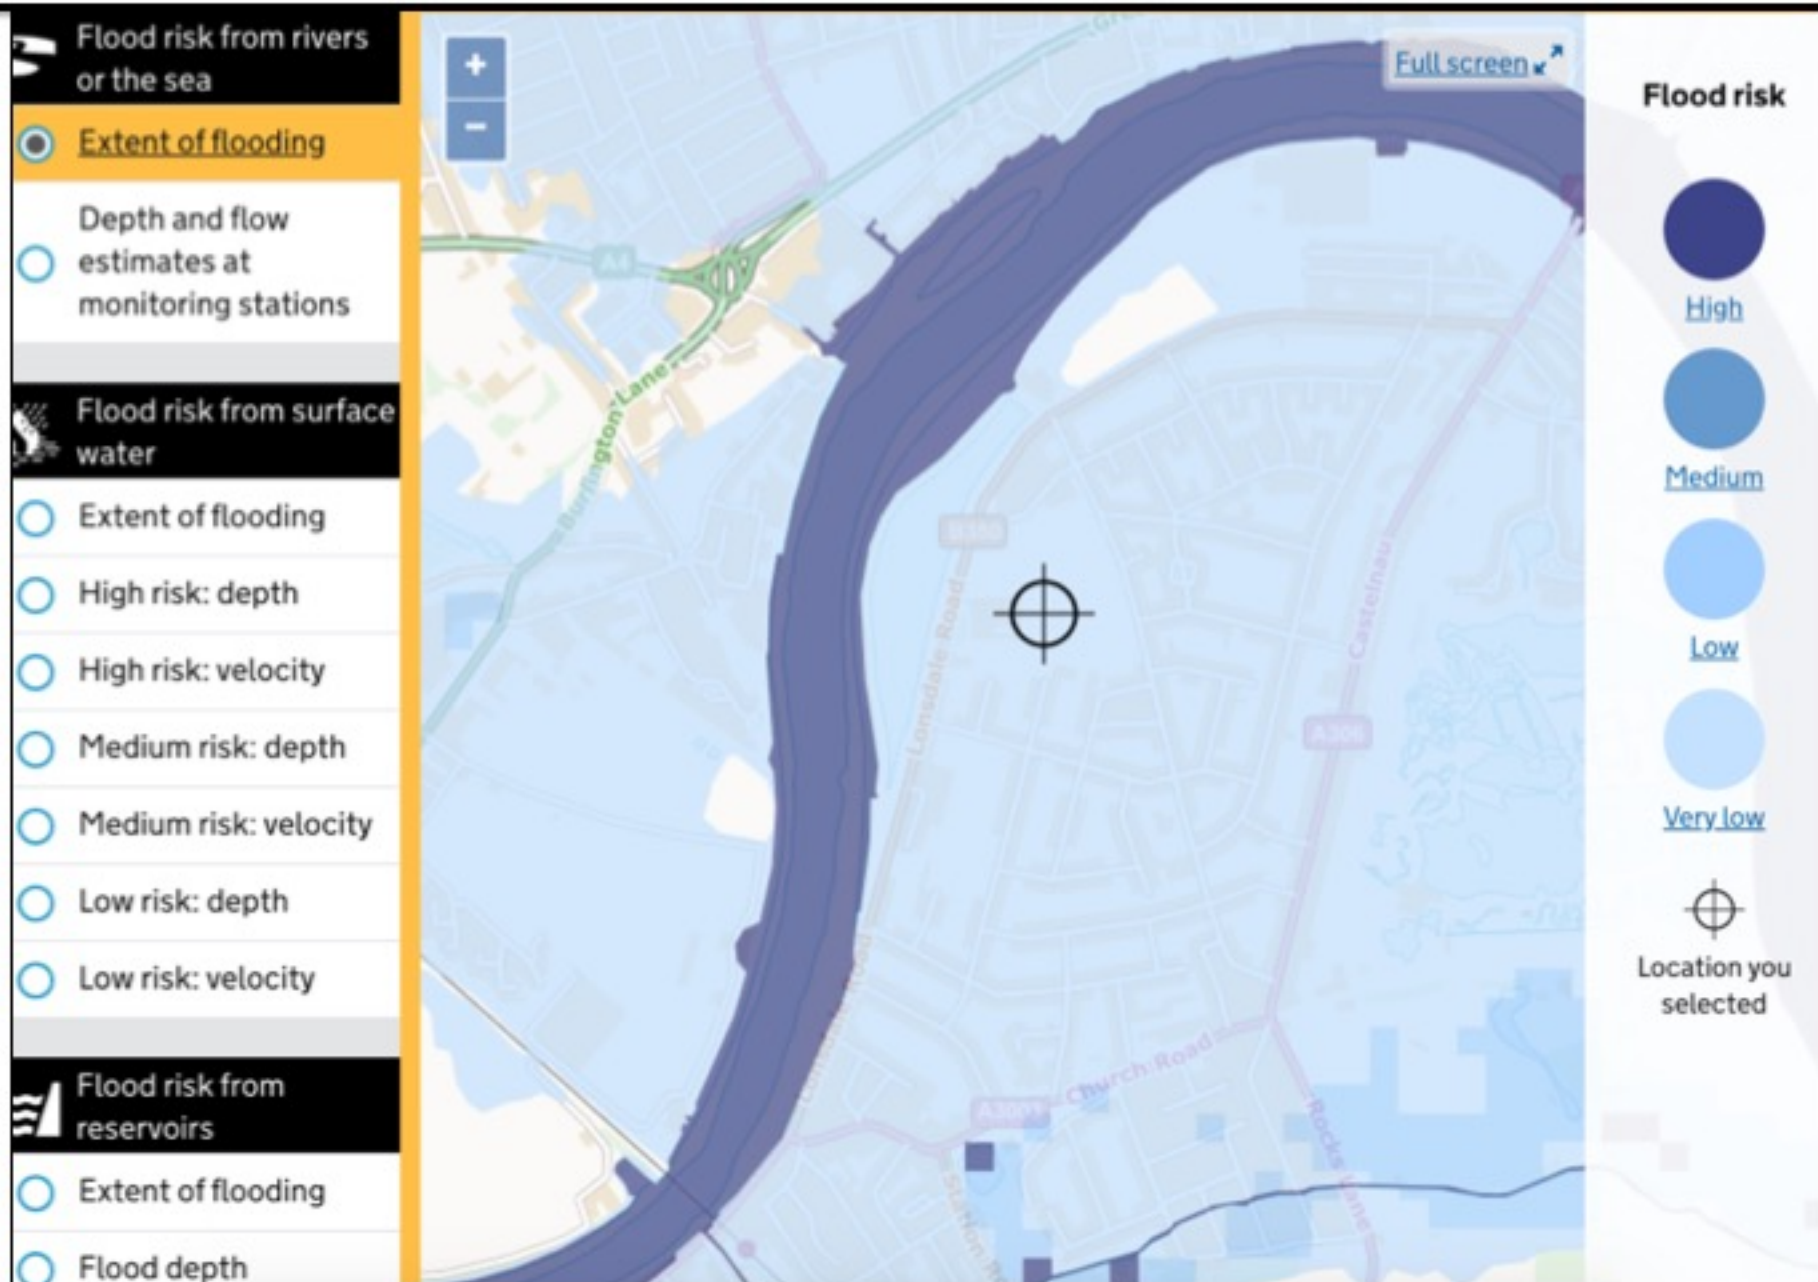 Flood risk from rivers
or the sea
Extent of flooding
Depth and flow
estimates at
monitoring stations
Flood risk from surface
water
Extent of flooding
High risk: depth
High risk: velocity
Medium risk: depth
Medium risk: velocity
Low risk: depth
Low risk: velocity
Flood risk from
reservoirs
Extent of flooding
Flood depth
+
−
Full screen
A4
Burlington Lane
Lonsdale Road
Castelnau
A306
Church Road
Rocks Lane
Station
Flood risk
High
Medium
Low
Very low
Location you
selected